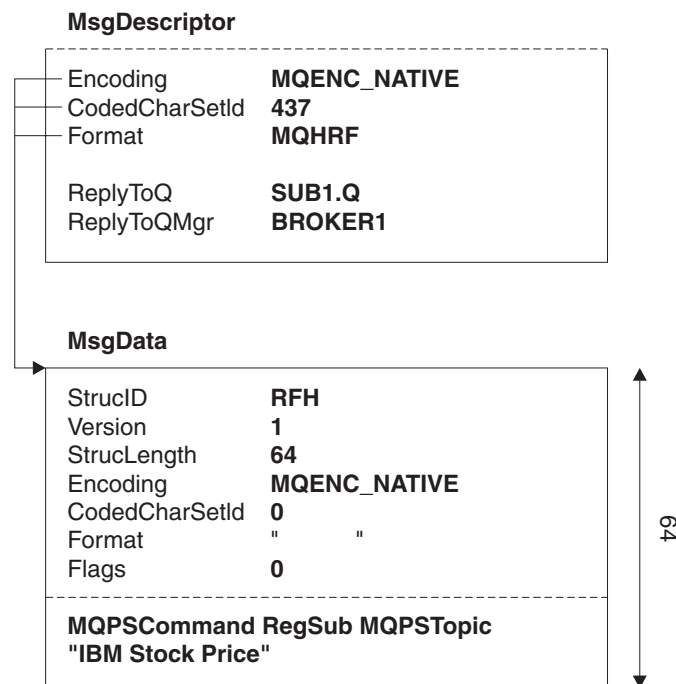 MsgDescriptor
Encoding MQENC_NATIVE
CodedCharSetId 437
Format MQHRF
ReplyToQ SUB1.Q
ReplyToQMgr BROKER1
MsgData
StrucID RFH
Version 1
StrucLength 64
Encoding MQENC_NATIVE
CodedCharSetId 0
Format " "
Flags 0
64
MQPSCommand RegSub MQPSTopic
"IBM Stock Price"